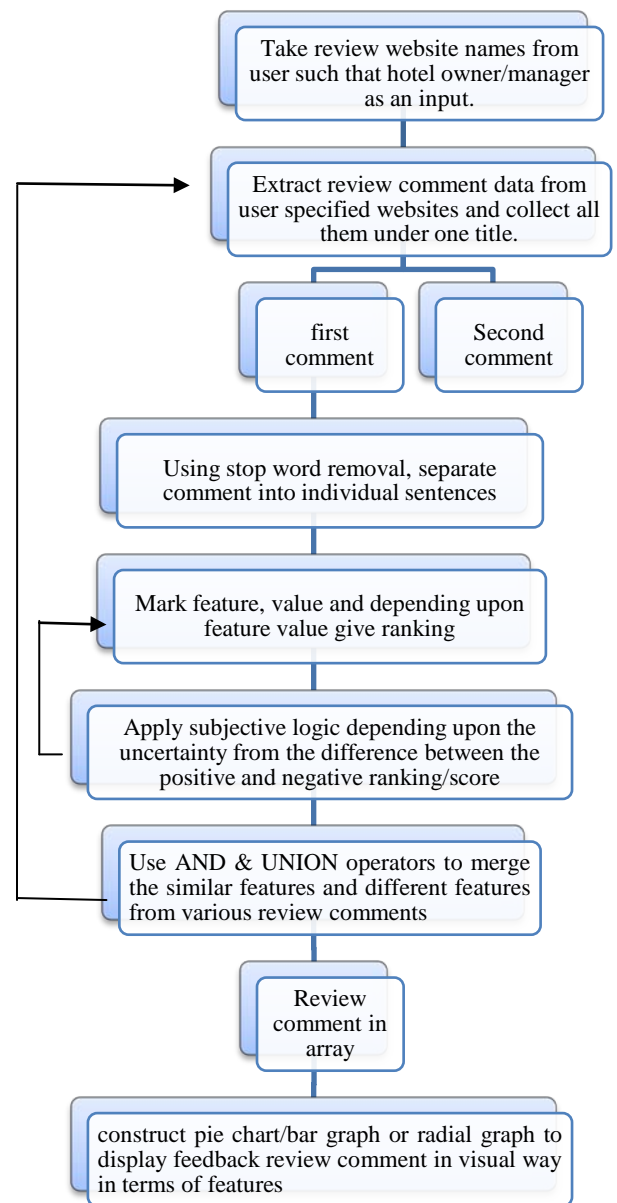 Take review website names from
user such that hotel owner/manager
as an input.
Extract review comment data from
user specified websites and collect all
them under one title.
first
comment
Second
comment
Using stop word removal, separate
comment into individual sentences
Mark feature, value and depending upon
feature value give ranking
Apply subjective logic depending upon the
uncertainty from the difference between the
positive and negative ranking/score
Use AND & UNION operators to merge
the similar features and different features
from various review comments
Review
comment in
array
construct pie chart/bar graph or radial graph to
display feedback review comment in visual way
in terms of features